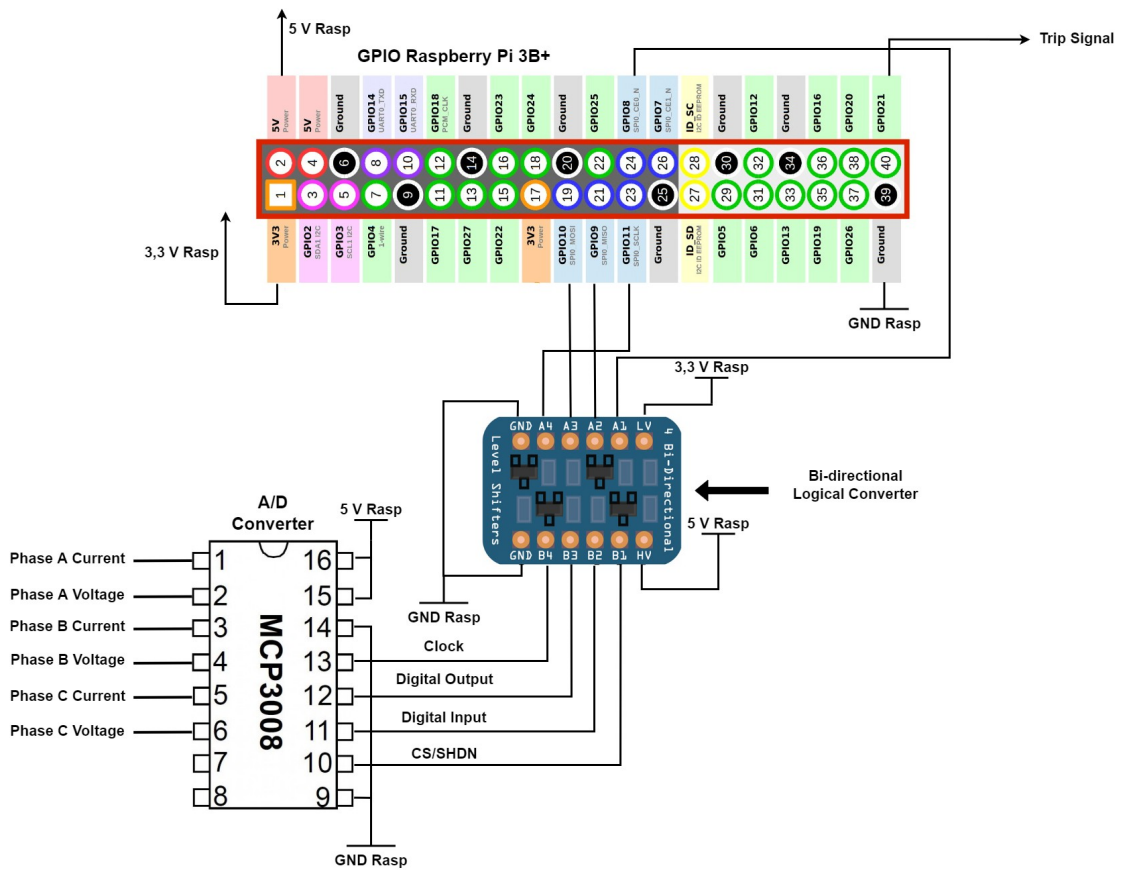 5 V Rasp
Trip Signal
GPIO Raspberry Pi 3B+
5V Power
5V Power
Ground
GPIO14 UART0_TXD
GPIO15 UART0_RXD
GPIO18 PCM_CLK
Ground
GPIO23
GPIO24
Ground
GPIO25
GPIO8 SPI0_CE0_N
GPIO7 SPI0_CE1_N
ID_SC I2C ID EEPROM
Ground
GPIO12
Ground
GPIO16
GPIO20
GPIO21
2 4 6 8 10 12 14 16 18 20 22 24 26 28 30 32 34 36 38 40
1 3 5 7 9 11 13 15 17 19 21 23 25 27 29 31 33 35 37 39
3V3 Power
GPIO2 SDA1 I2C
GPIO3 SCL1 I2C
GPIO4 1-wire
Ground
GPIO17
GPIO27
GPIO22
3V3 Power
GPIO10 SPI0_MOSI
GPIO9 SPI0_MISO
GPIO11 SPI0_SCLK
Ground
ID_SD I2C ID EEPROM
GPIO5
GPIO6
GPIO13
GPIO19
GPIO26
Ground
3,3 V Rasp
GND Rasp
3,3 V Rasp
GND A4 A3 A2 A1 LV
Level Shifters
4 Bi-Directional
GND B4 B3 B2 B1 HV
Bi-directional
Logical Converter
5 V Rasp
GND Rasp
A/D
Converter
5 V Rasp
Phase A Current
Phase A Voltage
Phase B Current
Phase B Voltage
Phase C Current
Phase C Voltage
1 16
2 15
3 14
4 13
5 12
6 11
7 10
8 9
MCP3008
Clock
Digital Output
Digital Input
CS/SHDN
GND Rasp